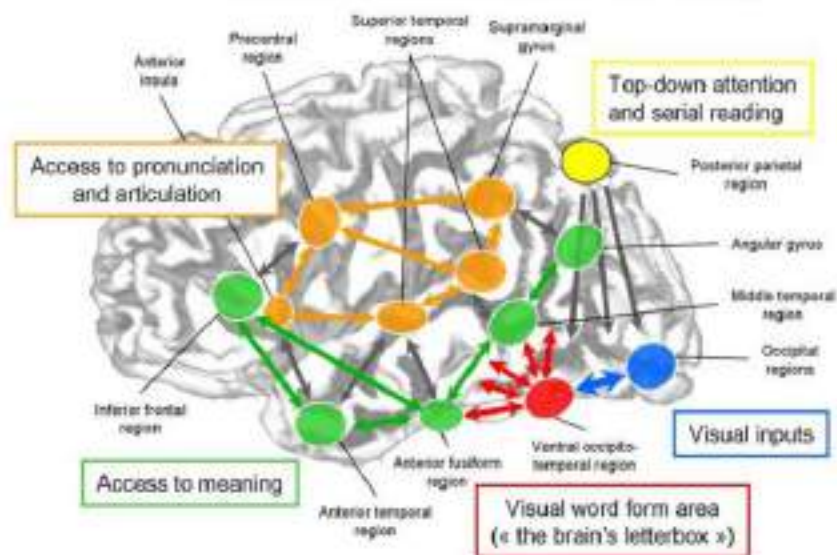 Superior temporal
regions
Precentral
region
Supramarginal
gyrus
Anterior
insula
Top-down attention
and serial reading
Access to pronunciation
and articulation
Posterior parietal
region
Angular gyrus
Middle temporal
region
Occipital
regions
Inferior frontal
region
Visual inputs
Anterior fusiform
region
Ventral occipito-
temporal region
Access to meaning
Anterior temporal
region
Visual word form area
(« the brain's letterbox »)